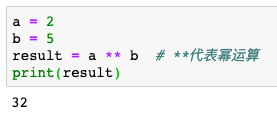 a = 2
b = 5
result = a ** b  # **代表幂运算
print(result)
32